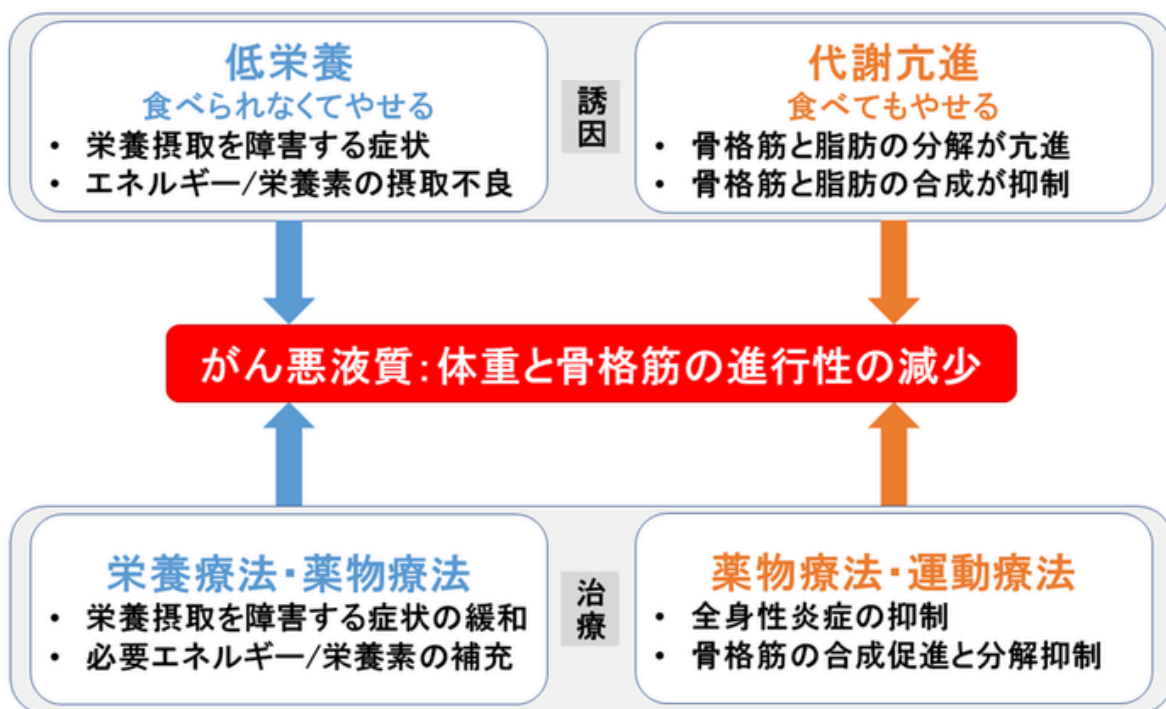 低栄養
食べられなくてやせる
• 栄養摂取を障害する症状
• エネルギー/栄養素の摂取不良
誘因
代謝亢進
食べてもやせる
• 骨格筋と脂肪の分解が亢進
• 骨格筋と脂肪の合成が抑制
がん悪液質：体重と骨格筋の進行性の減少
栄養療法・薬物療法
• 栄養摂取を障害する症状の緩和
• 必要エネルギー/栄養素の補充
治療
薬物療法・運動療法
• 全身性炎症の抑制
• 骨格筋の合成促進と分解抑制